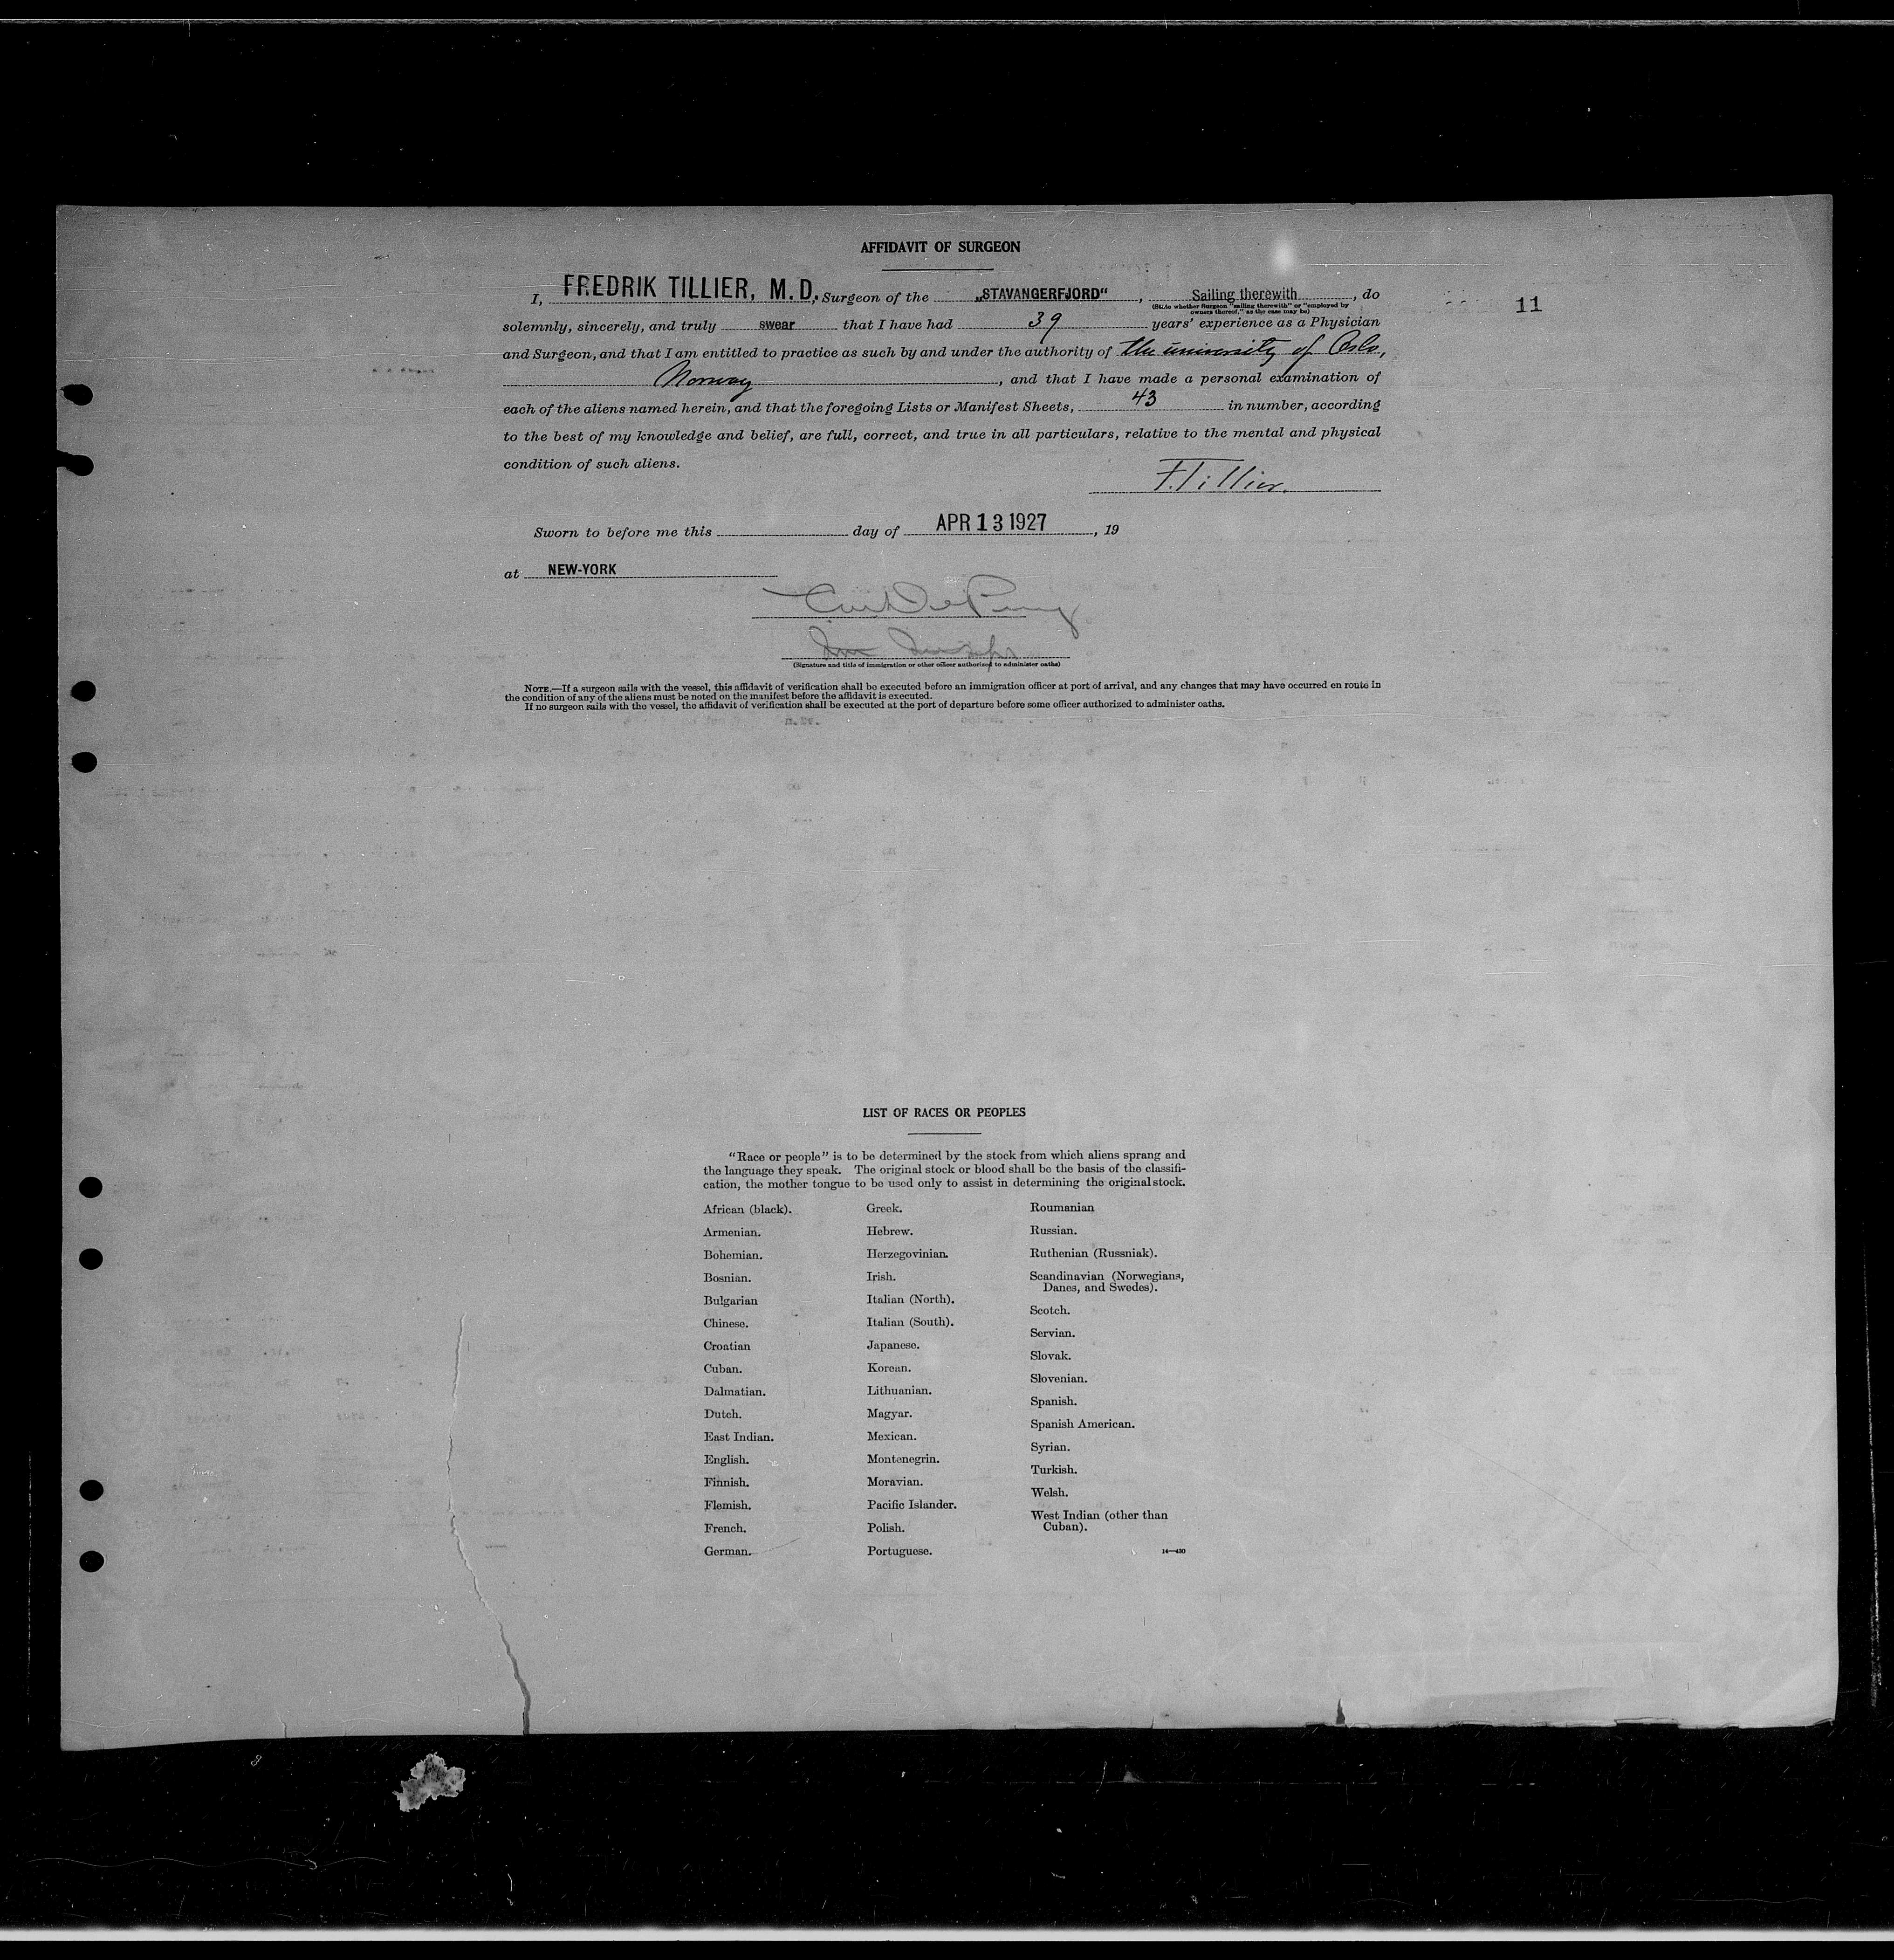 AFFIDAVIT OF SURGEON
I, FREDRIK TILLIER, M.D., Surgeon of the „STAVANGERFJORD“, Sailing therewith, do
(State whether Surgeon "sailing therewith" or "employed by
owners thereof," as the case may be)
11
solemnly, sincerely, and truly swear that I have had 39 years' experience as a Physician
and Surgeon, and that I am entitled to practice as such by and under the authority of the university of Oslo,
Norway, and that I have made a personal examination of
each of the aliens named herein, and that the foregoing Lists or Manifest Sheets, 43 in number, according
to the best of my knowledge and belief, are full, correct, and true in all particulars, relative to the mental and physical
condition of such aliens.
F. Tillier.
Sworn to before me this day of APR 13 1927, 19
at NEW-YORK
(Signature and title of immigration or other officer authorized to administer oaths)
NOTE.—If a surgeon sails with the vessel, this affidavit of verification shall be executed before an immigration officer at port of arrival, and any changes that may have occurred en route in
the condition of any of the aliens must be noted on the manifest before the affidavit is executed.
If no surgeon sails with the vessel, the affidavit of verification shall be executed at the port of departure before some officer authorized to administer oaths.
LIST OF RACES OR PEOPLES
"Race or people" is to be determined by the stock from which aliens sprang and
the language they speak. The original stock or blood shall be the basis of the classifi-
cation, the mother tongue to be used only to assist in determining the original stock.
African (black).
Armenian.
Bohemian.
Bosnian.
Bulgarian
Chinese.
Croatian
Cuban.
Dalmatian.
Dutch.
East Indian.
English.
Finnish.
Flemish.
French.
German.
Greek.
Hebrew.
Herzegovinian.
Irish.
Italian (North).
Italian (South).
Japanese.
Korean.
Lithuanian.
Magyar.
Mexican.
Montenegrin.
Moravian.
Pacific Islander.
Polish.
Portuguese.
Roumanian
Russian.
Ruthenian (Russniak).
Scandinavian (Norwegians,
Danes, and Swedes).
Scotch.
Servian.
Slovak.
Slovenian.
Spanish.
Spanish American.
Syrian.
Turkish.
Welsh.
West Indian (other than
Cuban).
14—430